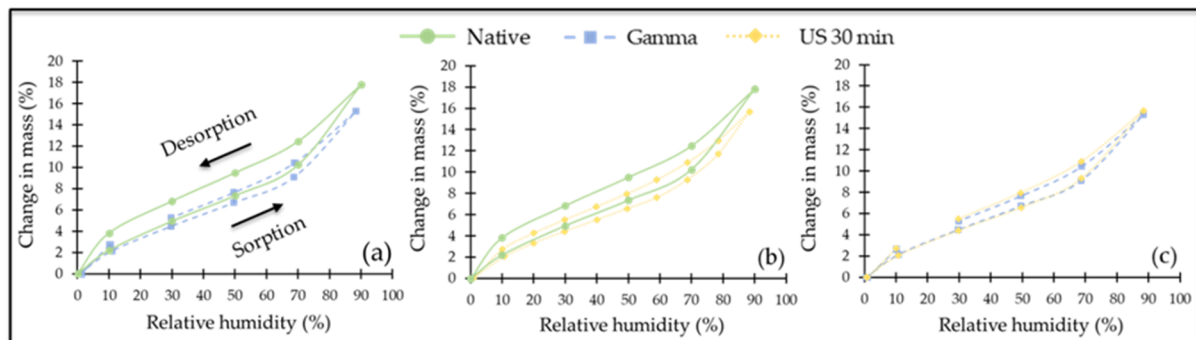 Native Gamma US 30 min
Change in mass (%)
20
18
16
14
12
10
8
6
4
2
0
Desorption
Sorption
(a)
0 10 20 30 40 50 60 70 80 90 100
Relative humidity (%)
Change in mass (%)
20
18
16
14
12
10
8
6
4
2
0
(b)
0 10 20 30 40 50 60 70 80 90 100
Relative humidity (%)
Change in mass (%)
20
18
16
14
12
10
8
6
4
2
0
(c)
0 10 20 30 40 50 60 70 80 90 100
Relative humidity (%)